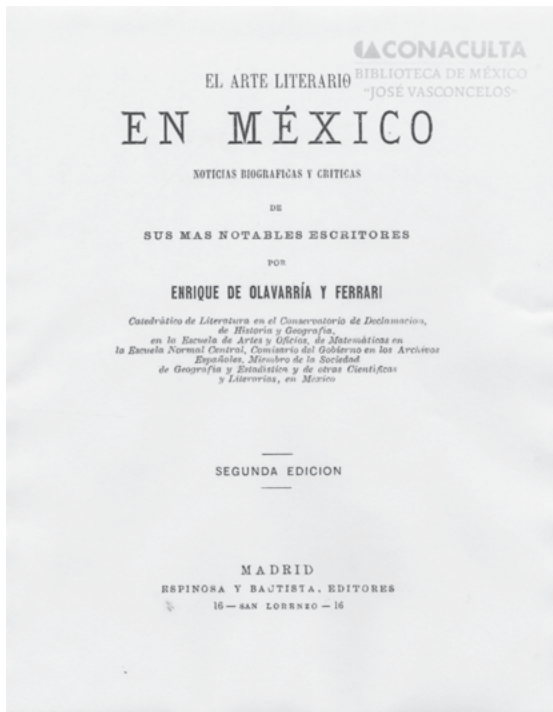 CONACULTA
BIBLIOTECA DE MÉXICO
"JOSÉ VASCONCELOS"
EL ARTE LITERARIO
EN MÉXICO
NOTICIAS BIOGRAFICAS Y CRITICAS
DE
SUS MAS NOTABLES ESCRITORES
POR
ENRIQUE DE OLAVARRÍA Y FERRARI
Catedrático de Literatura en el Conservatorio de Declamacion,
de Historia y Geografía,
en la Escuela de Artes y Oficios, de Matemáticas en
la Escuela Normal Central, Comisario del Gobierno en los Archivos
Españoles, Miembro de la Sociedad
de Geografía y Estadística y de otras Científicas
y Literarias, en Mexico
SEGUNDA EDICION
MADRID
ESPINOSA Y BAUTISTA, EDITORES
16 — SAN LORENZO — 16